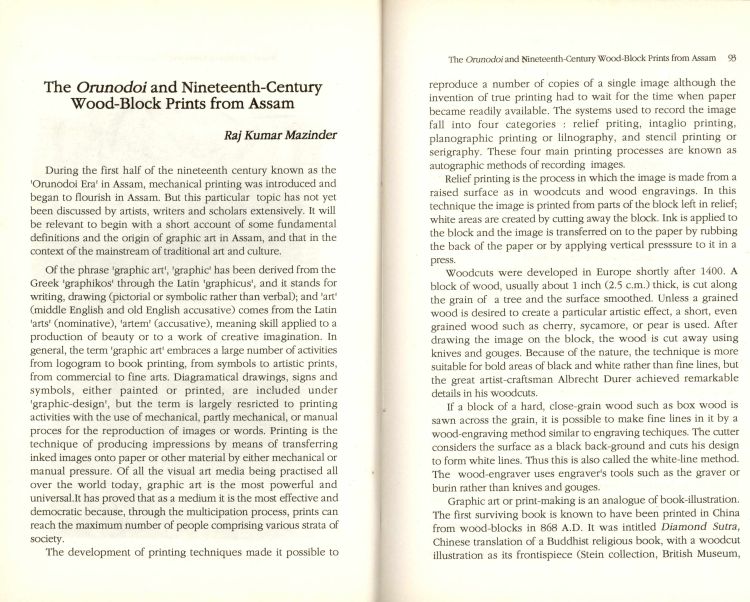 The Orunodoi and Nineteenth-Century
Wood-Block Prints from Assam
Raj Kumar Mazinder
During the first half of the nineteenth century known as the
'Orunodoi Era' in Assam, mechanical printing was introduced and
began to flourish in Assam. But this particular topic has not yet
been discussed by artists, writers and scholars extensively. It will
be relevant to begin with a short account of some fundamental
definitions and the origin of graphic art in Assam, and that in the
context of the mainstream of traditional art and culture.
Of the phrase 'graphic art', 'graphic' has been derived from the
Greek 'graphikos' through the Latin 'graphicus', and it stands for
writing, drawing (pictorial or symbolic rather than verbal); and 'art'
(middle English and old English accusative) comes from the Latin
'arts' (nominative), 'artem' (accusative), meaning skill applied to a
production of beauty or to a work of creative imagination. In
general, the term 'graphic art' embraces a large number of activities
from logogram to book printing, from symbols to artistic prints,
from commercial to fine arts. Diagramatical drawings, signs and
symbols, either painted or printed, are included under
'graphic-design', but the term is largely resricted to printing
activities with the use of mechanical, partly mechanical, or manual
proces for the reproduction of images or words. Printing is the
technique of producing impressions by means of transferring
inked images onto paper or other material by either mechanical or
manual pressure. Of all the visual art media being practised all
over the world today, graphic art is the most powerful and
universal.It has proved that as a medium it is the most effective and
democratic because, through the multicipation process, prints can
reach the maximum number of people comprising various strata of
society.
The development of printing techniques made it possible to
The Orunodoi and Nineteenth-Century Wood-Block Prints from Assam 93
reproduce a number of copies of a single image although the
invention of true printing had to wait for the time when paper
became readily available. The systems used to record the image
fall into four categories : relief priting, intaglio printing,
planographic printing or lilnography, and stencil printing or
serigraphy. These four main printing processes are known as
autographic methods of recording images.
Relief printing is the process in which the image is made from a
raised surface as in woodcuts and wood engravings. In this
technique the image is printed from parts of the block left in relief;
white areas are created by cutting away the block. Ink is applied to
the block and the image is transferred on to the paper by rubbing
the back of the paper or by applying vertical presssure to it in a
press.
Woodcuts were developed in Europe shortly after 1400. A
block of wood, usually about 1 inch (2.5 c.m.) thick, is cut along
the grain of a tree and the surface smoothed. Unless a grained
wood is desired to create a particular artistic effect, a short, even
grained wood such as cherry, sycamore, or pear is used. After
drawing the image on the block, the wood is cut away using
knives and gouges. Because of the nature, the technique is more
suitable for bold areas of black and white rather than fine lines, but
the great artist-craftsman Albrecht Durer achieved remarkable
details in his woodcuts.
If a block of a hard, close-grain wood such as box wood is
sawn across the grain, it is possible to make fine lines in it by a
wood-engraving method similar to engraving techiques. The cutter
considers the surface as a black back-ground and cuts his design
to form white lines. Thus this is also called the white-line method.
The wood-engraver uses engraver's tools such as the graver or
burin rather than knives and gouges.
Graphic art or print-making is an analogue of book-illustration.
The first surviving book is known to have been printed in China
from wood-blocks in 868 A.D. It was intitled Diamond Sutra,
Chinese translation of a Buddhist religious book, with a woodcut
illustration as its frontispiece (Stein collection, British Museum,